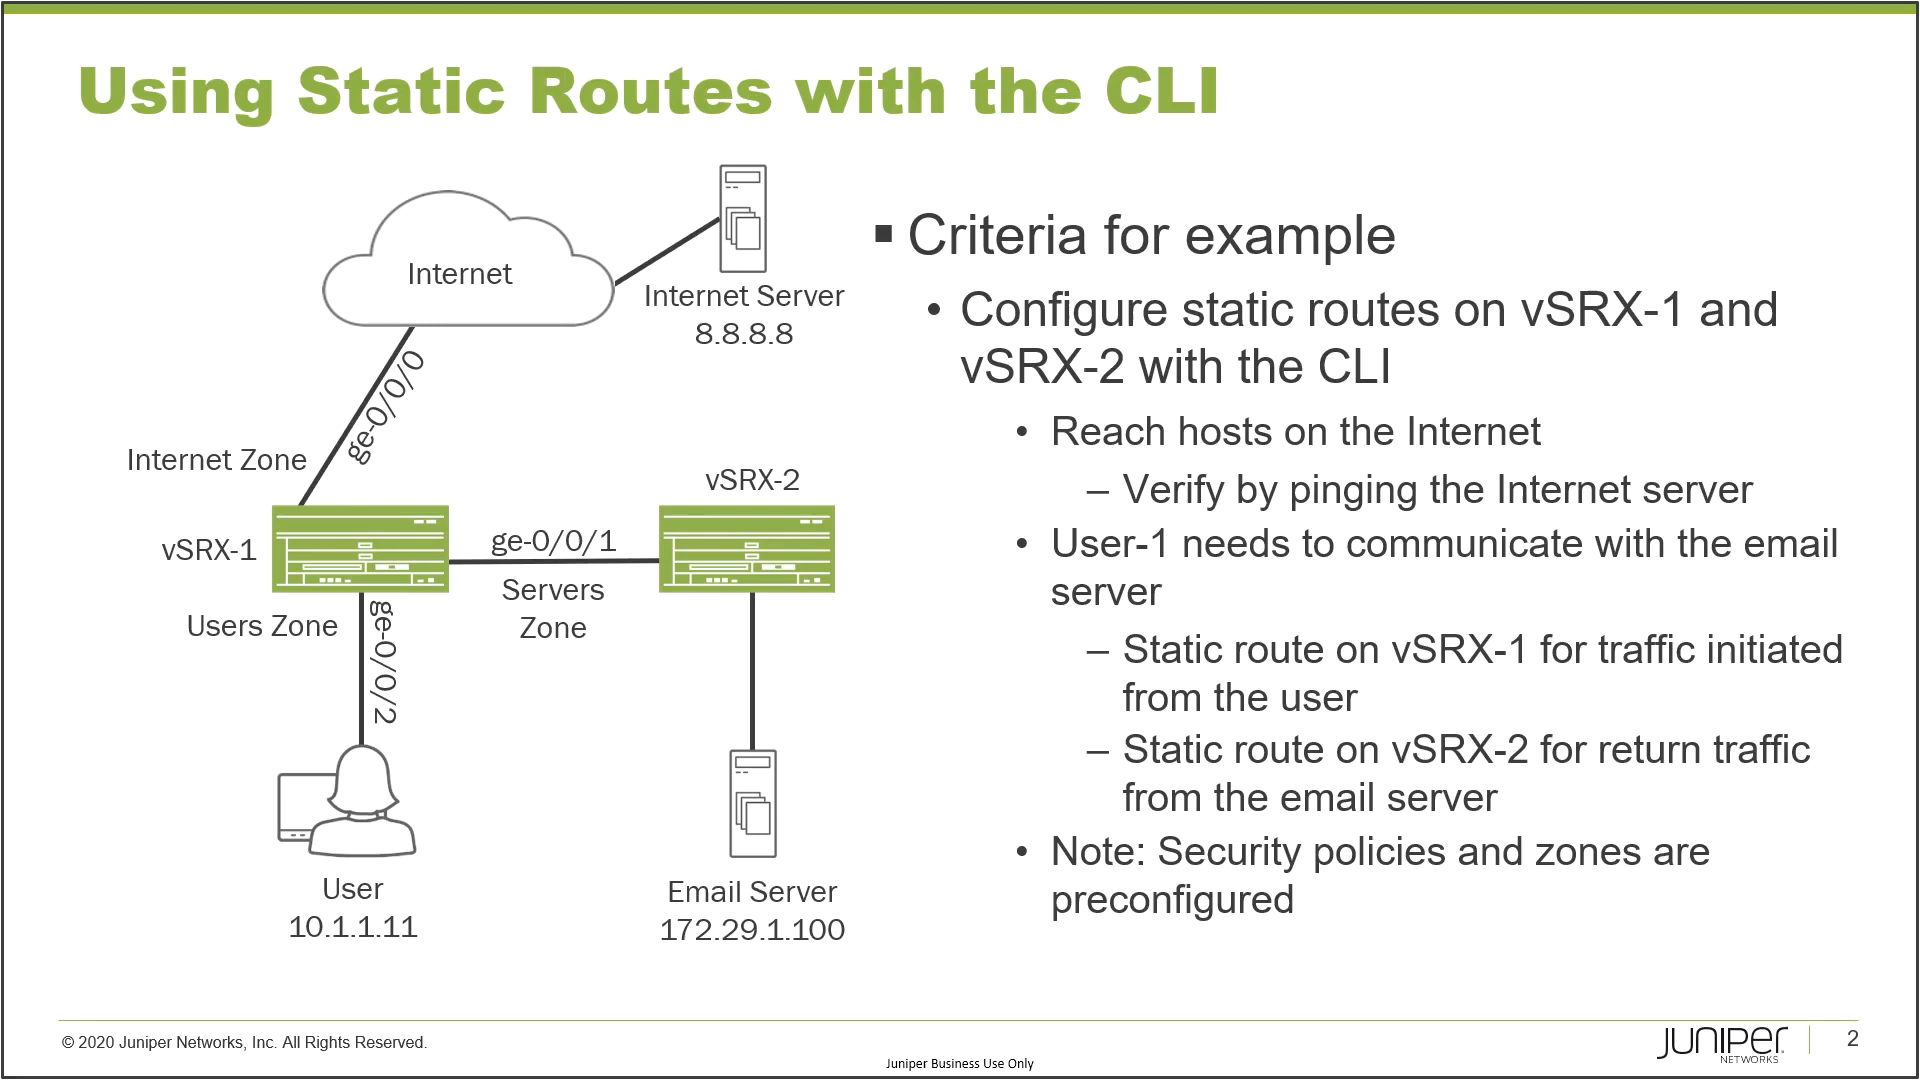 Using Static Routes with the CLI
Internet
Internet Server
8.8.8.8
ge-0/0/0
Internet Zone
vSRX-2
vSRX-1
ge-0/0/1
Servers
Zone
Users Zone
ge-0/0/2
User
10.1.1.11
Email Server
172.29.1.100
▪ Criteria for example
• Configure static routes on vSRX-1 and
vSRX-2 with the CLI
• Reach hosts on the Internet
– Verify by pinging the Internet server
• User-1 needs to communicate with the email
server
– Static route on vSRX-1 for traffic initiated
from the user
– Static route on vSRX-2 for return traffic
from the email server
• Note: Security policies and zones are
preconfigured
© 2020 Juniper Networks, Inc. All Rights Reserved.
Juniper Business Use Only
JUNIPER
NETWORKS
2